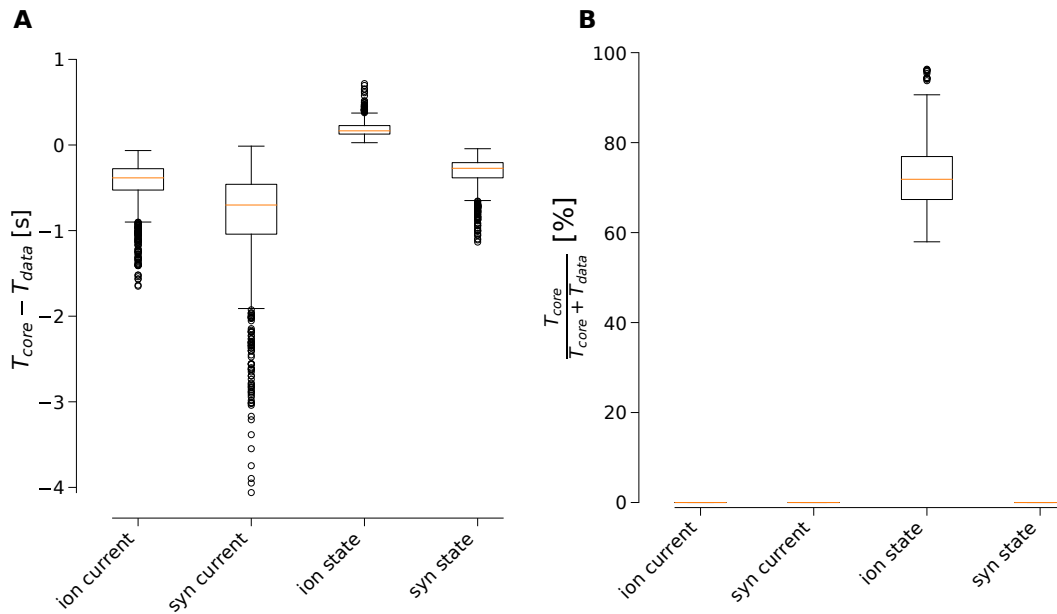 A
B
1
0
−1
−2
−3
−4
T_core − T_data [s]
ion current
syn current
ion state
syn state
100
80
60
40
20
0
T_core
T_core + T_data
[%]
ion current
syn current
ion state
syn state